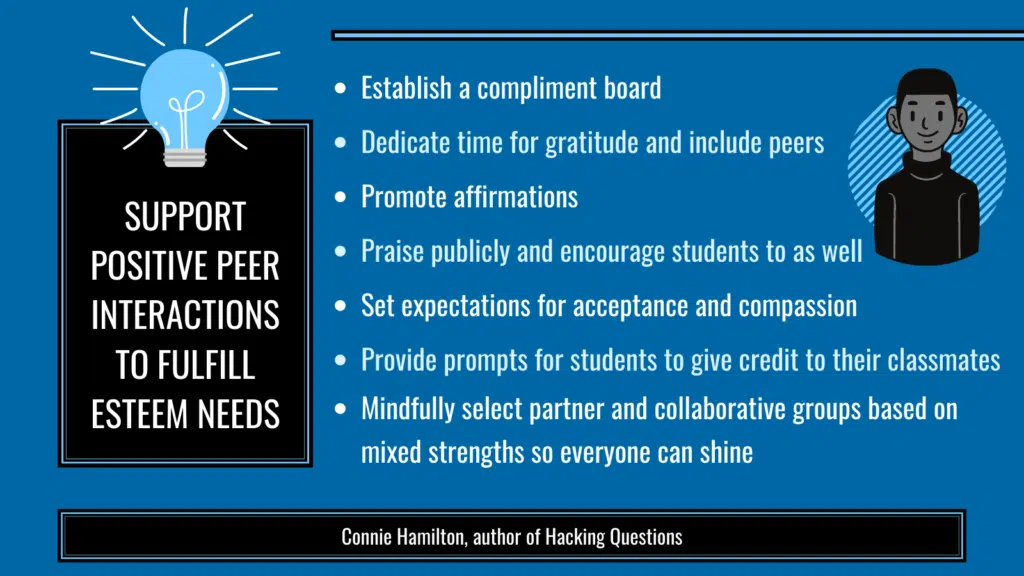 SUPPORT
POSITIVE PEER
INTERACTIONS
TO FULFILL
ESTEEM NEEDS
• Establish a compliment board
• Dedicate time for gratitude and include peers
• Promote affirmations
• Praise publicly and encourage students to as well
• Set expectations for acceptance and compassion
• Provide prompts for students to give credit to their classmates
• Mindfully select partner and collaborative groups based on
mixed strengths so everyone can shine
Connie Hamilton, author of Hacking Questions